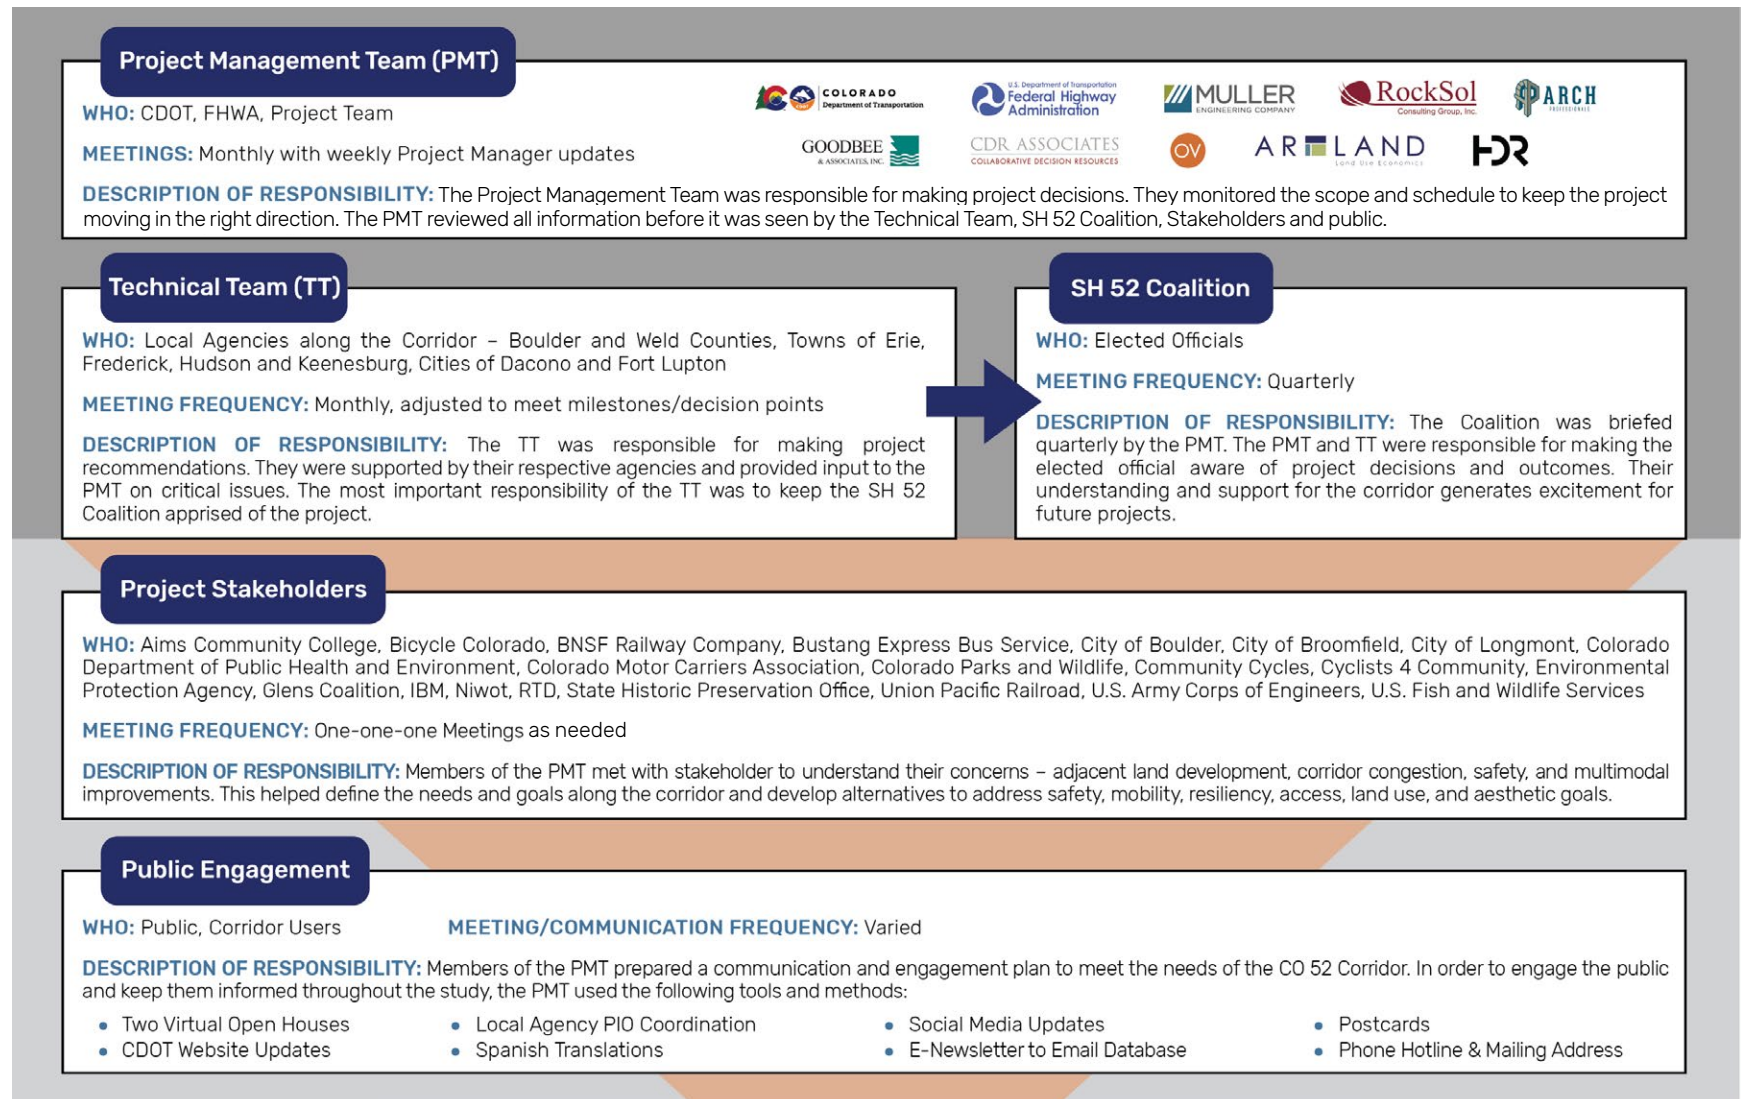 Project Management Team (PMT)
WHO: CDOT, FHWA, Project Team
COLORADO
Department of Transportation
U.S. Department of Transportation
Federal Highway
Administration
MULLER
ENGINEERING COMPANY
RockSol
Consulting Group, Inc.
PARCH
PROFESSIONALS
MEETINGS: Monthly with weekly Project Manager updates
GOODBEE
& ASSOCIATES, INC.
CDR ASSOCIATES
COLLABORATIVE DECISION RESOURCES
OV
ARLAND
Land Use Economics
HDR
DESCRIPTION OF RESPONSIBILITY: The Project Management Team was responsible for making project decisions. They monitored the scope and schedule to keep the project
moving in the right direction. The PMT reviewed all information before it was seen by the Technical Team, SH 52 Coalition, Stakeholders and public.
Technical Team (TT)
WHO: Local Agencies along the Corridor – Boulder and Weld Counties, Towns of Erie,
Frederick, Hudson and Keenesburg, Cities of Dacono and Fort Lupton
MEETING FREQUENCY: Monthly, adjusted to meet milestones/decision points
DESCRIPTION OF RESPONSIBILITY: The TT was responsible for making project
recommendations. They were supported by their respective agencies and provided input to the
PMT on critical issues. The most important responsibility of the TT was to keep the SH 52
Coalition apprised of the project.
SH 52 Coalition
WHO: Elected Officials
MEETING FREQUENCY: Quarterly
DESCRIPTION OF RESPONSIBILITY: The Coalition was briefed
quarterly by the PMT. The PMT and TT were responsible for making the
elected official aware of project decisions and outcomes. Their
understanding and support for the corridor generates excitement for
future projects.
Project Stakeholders
WHO: Aims Community College, Bicycle Colorado, BNSF Railway Company, Bustang Express Bus Service, City of Boulder, City of Broomfield, City of Longmont, Colorado
Department of Public Health and Environment, Colorado Motor Carriers Association, Colorado Parks and Wildlife, Community Cycles, Cyclists 4 Community, Environmental
Protection Agency, Glens Coalition, IBM, Niwot, RTD, State Historic Preservation Office, Union Pacific Railroad, U.S. Army Corps of Engineers, U.S. Fish and Wildlife Services
MEETING FREQUENCY: One-one-one Meetings as needed
DESCRIPTION OF RESPONSIBILITY: Members of the PMT met with stakeholder to understand their concerns – adjacent land development, corridor congestion, safety, and multimodal
improvements. This helped define the needs and goals along the corridor and develop alternatives to address safety, mobility, resiliency, access, land use, and aesthetic goals.
Public Engagement
WHO: Public, Corridor Users
MEETING/COMMUNICATION FREQUENCY: Varied
DESCRIPTION OF RESPONSIBILITY: Members of the PMT prepared a communication and engagement plan to meet the needs of the CO 52 Corridor. In order to engage the public
and keep them informed throughout the study, the PMT used the following tools and methods:
• Two Virtual Open Houses
• CDOT Website Updates
• Local Agency PIO Coordination
• Spanish Translations
• Social Media Updates
• E-Newsletter to Email Database
• Postcards
• Phone Hotline & Mailing Address